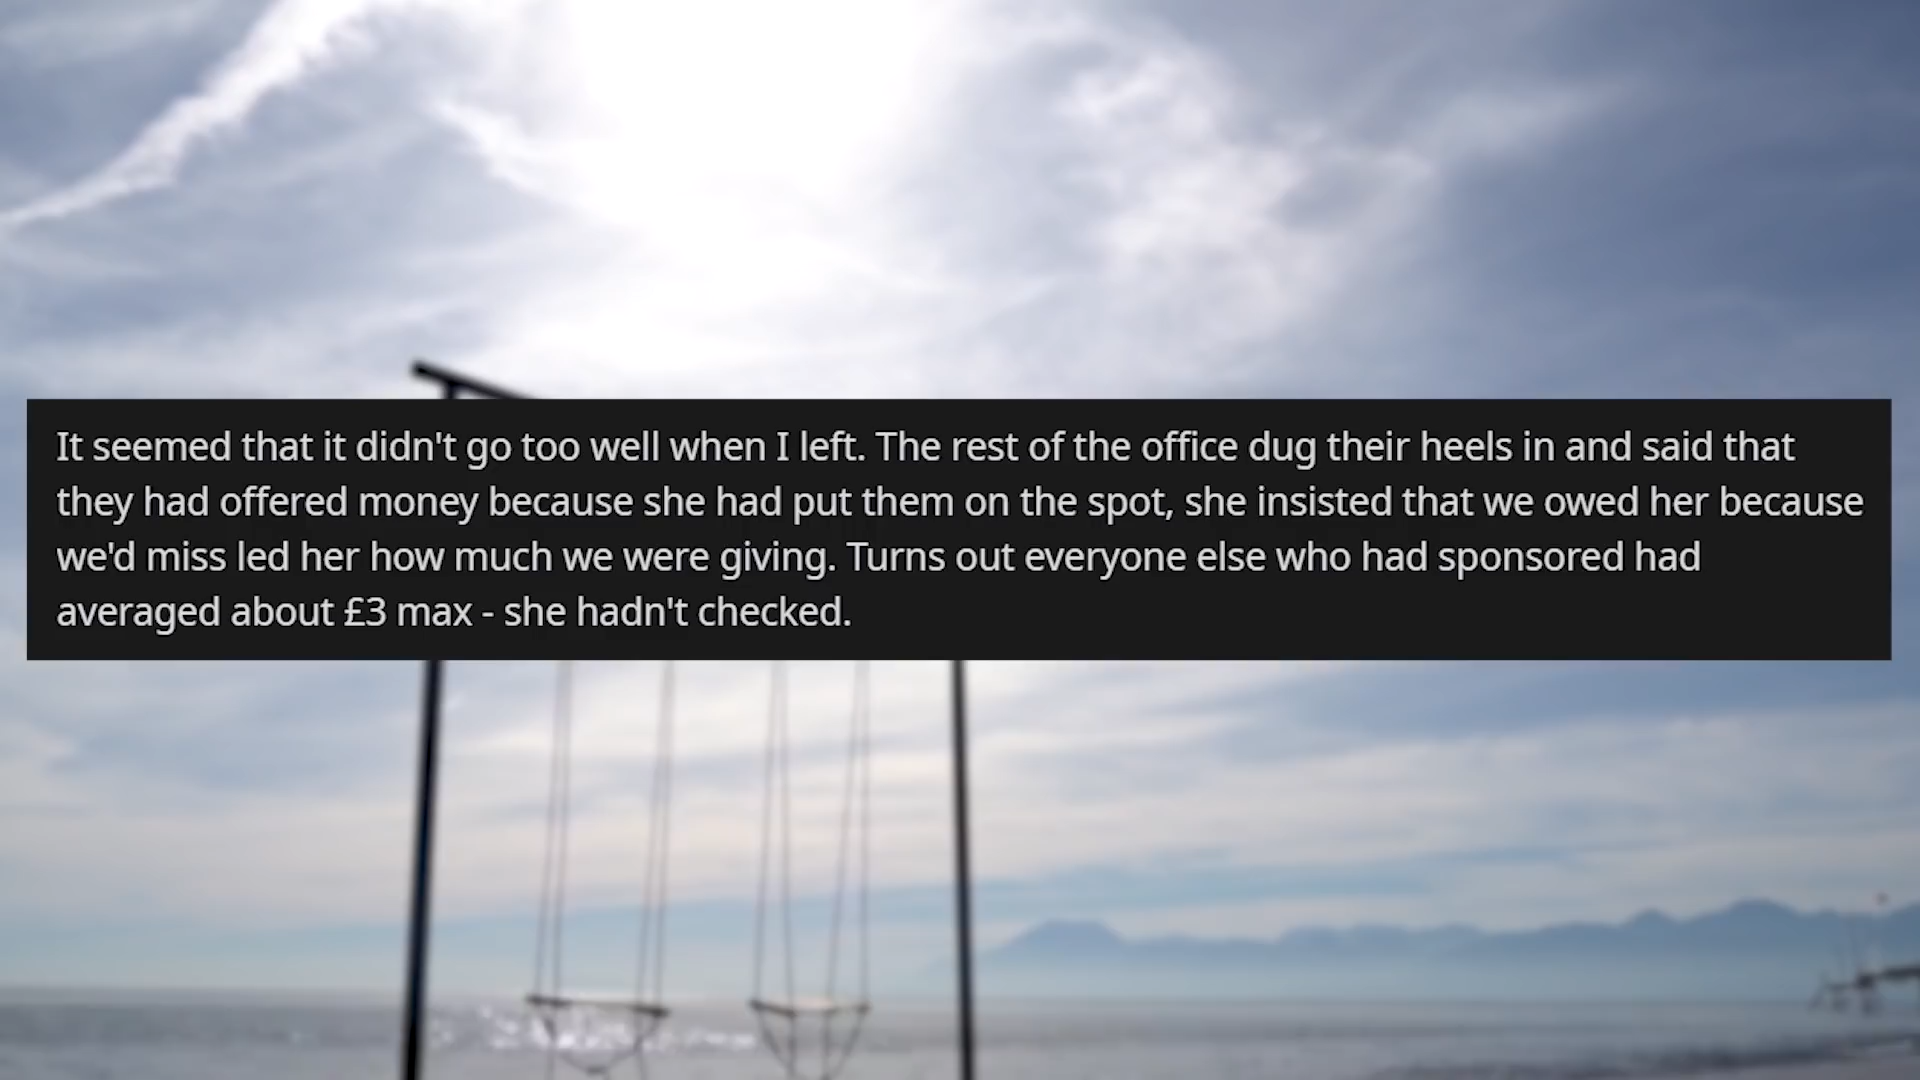 It seemed that it didn't go too well when I left. The rest of the office dug their heels in and said that
they had offered money because she had put them on the spot, she insisted that we owed her because
we'd miss led her how much we were giving. Turns out everyone else who had sponsored had
averaged about £3 max - she hadn't checked.